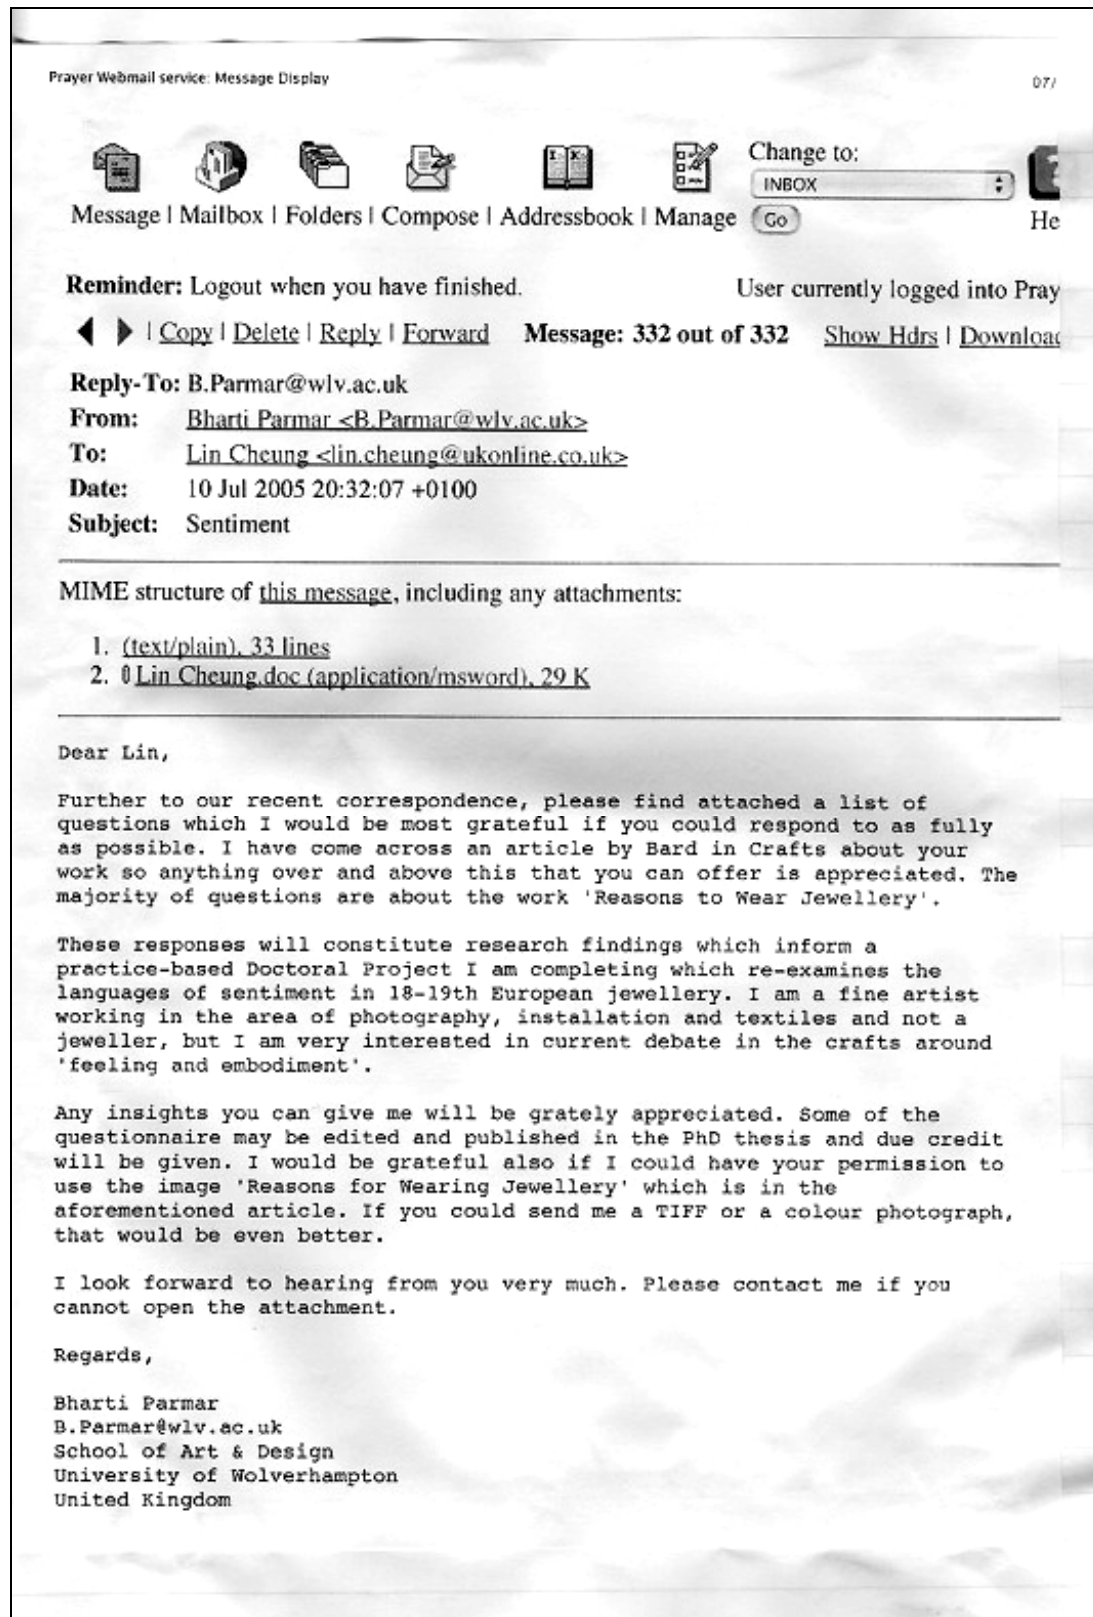 Prayer Webmail service: Message Display 07/
Change to:
INBOX
Message | Mailbox | Folders | Compose | Addressbook | Manage Go He
Reminder: Logout when you have finished. User currently logged into Pray
| Copy | Delete | Reply | Forward Message: 332 out of 332 Show Hdrs | Download
Reply-To: B.Parmar@wlv.ac.uk
From: Bharti Parmar <B.Parmar@wlv.ac.uk>
To: Lin Cheung <lin.cheung@ukonline.co.uk>
Date: 10 Jul 2005 20:32:07 +0100
Subject: Sentiment
MIME structure of this message, including any attachments:
1. (text/plain), 33 lines
2. Lin Cheung.doc (application/msword), 29 K
Dear Lin,
Further to our recent correspondence, please find attached a list of
questions which I would be most grateful if you could respond to as fully
as possible. I have come across an article by Bard in Crafts about your
work so anything over and above this that you can offer is appreciated. The
majority of questions are about the work 'Reasons to Wear Jewellery'.
These responses will constitute research findings which inform a
practice-based Doctoral Project I am completing which re-examines the
languages of sentiment in 18-19th European jewellery. I am a fine artist
working in the area of photography, installation and textiles and not a
jeweller, but I am very interested in current debate in the crafts around
'feeling and embodiment'.
Any insights you can give me will be grately appreciated. Some of the
questionnaire may be edited and published in the PhD thesis and due credit
will be given. I would be grateful also if I could have your permission to
use the image 'Reasons for Wearing Jewellery' which is in the
aforementioned article. If you could send me a TIFF or a colour photograph,
that would be even better.
I look forward to hearing from you very much. Please contact me if you
cannot open the attachment.
Regards,
Bharti Parmar
B.Parmar@wlv.ac.uk
School of Art & Design
University of Wolverhampton
United Kingdom